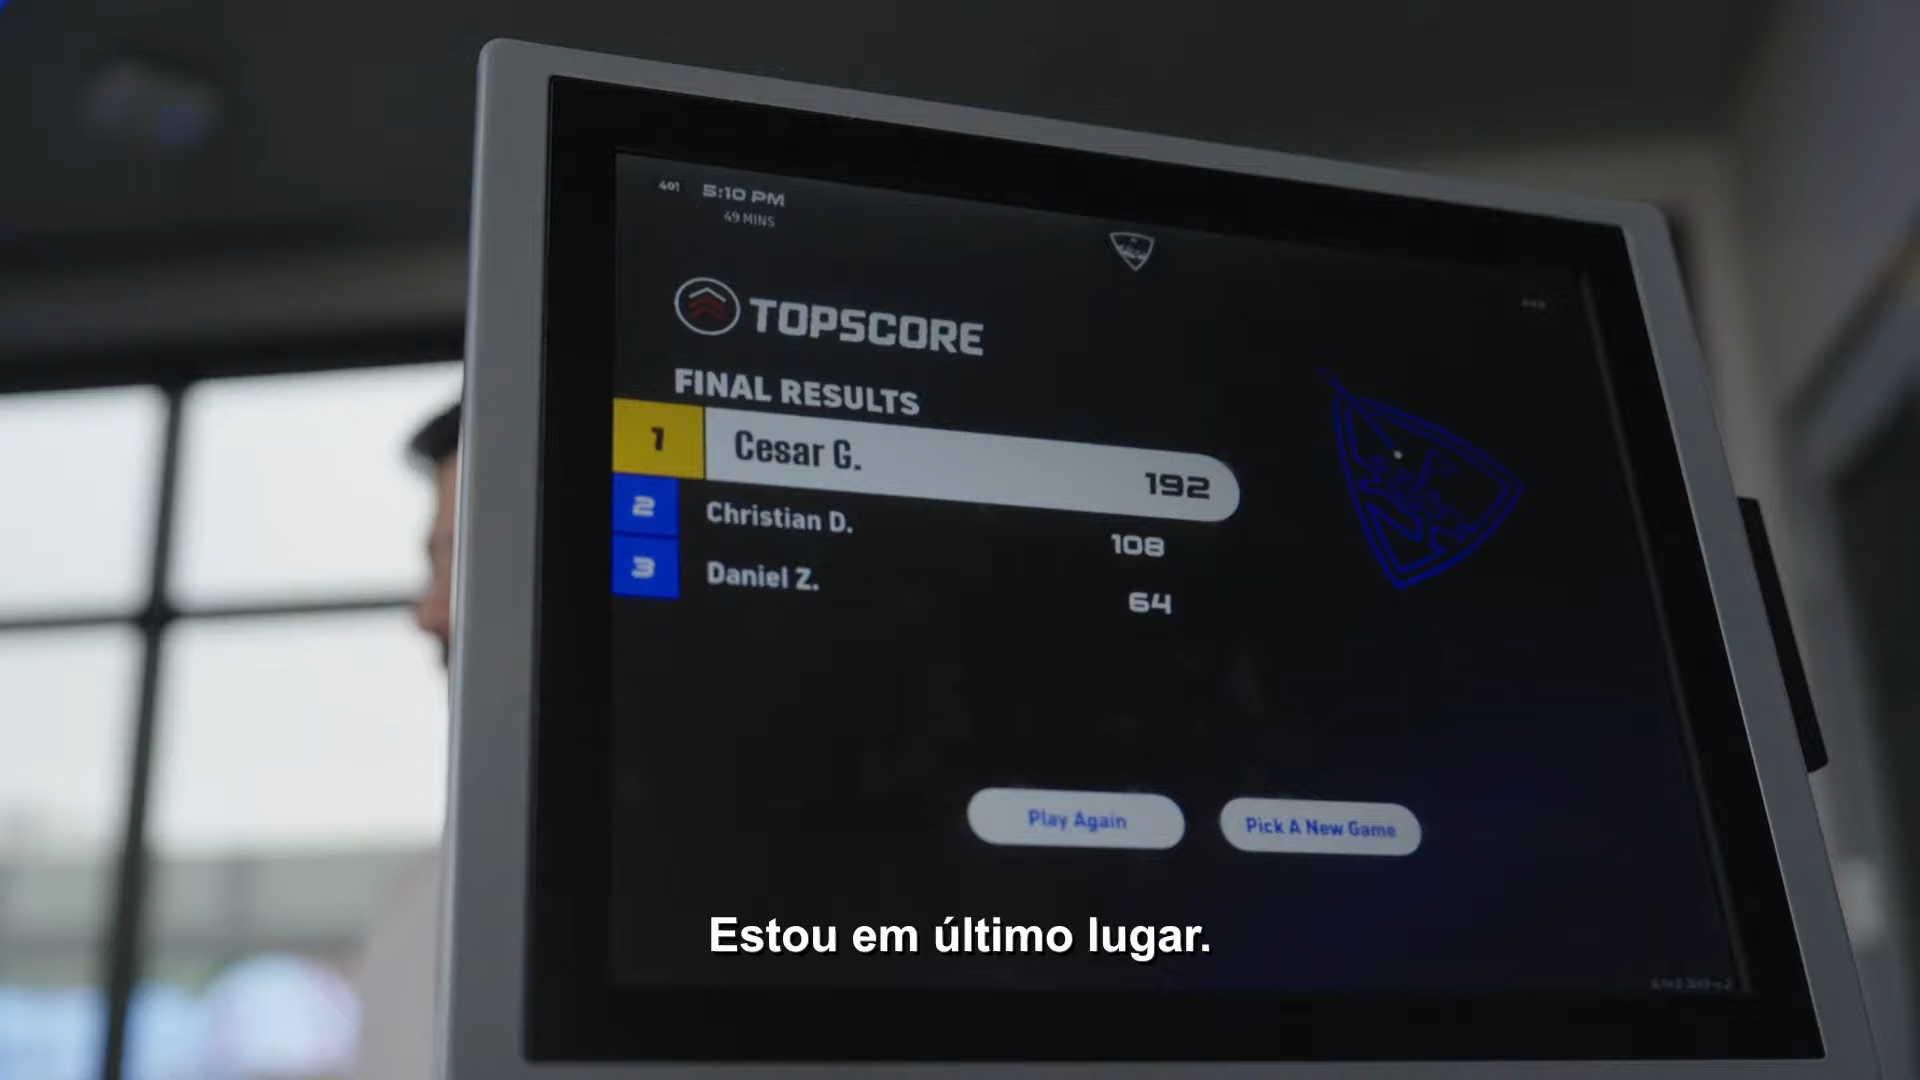 401 5:10 PM
49 MINS
TOPSCORE
FINAL RESULTS
1 Cesar G. 192
2 Christian D. 108
3 Daniel Z. 64
Play Again
Pick A New Game
Estou em último lugar.